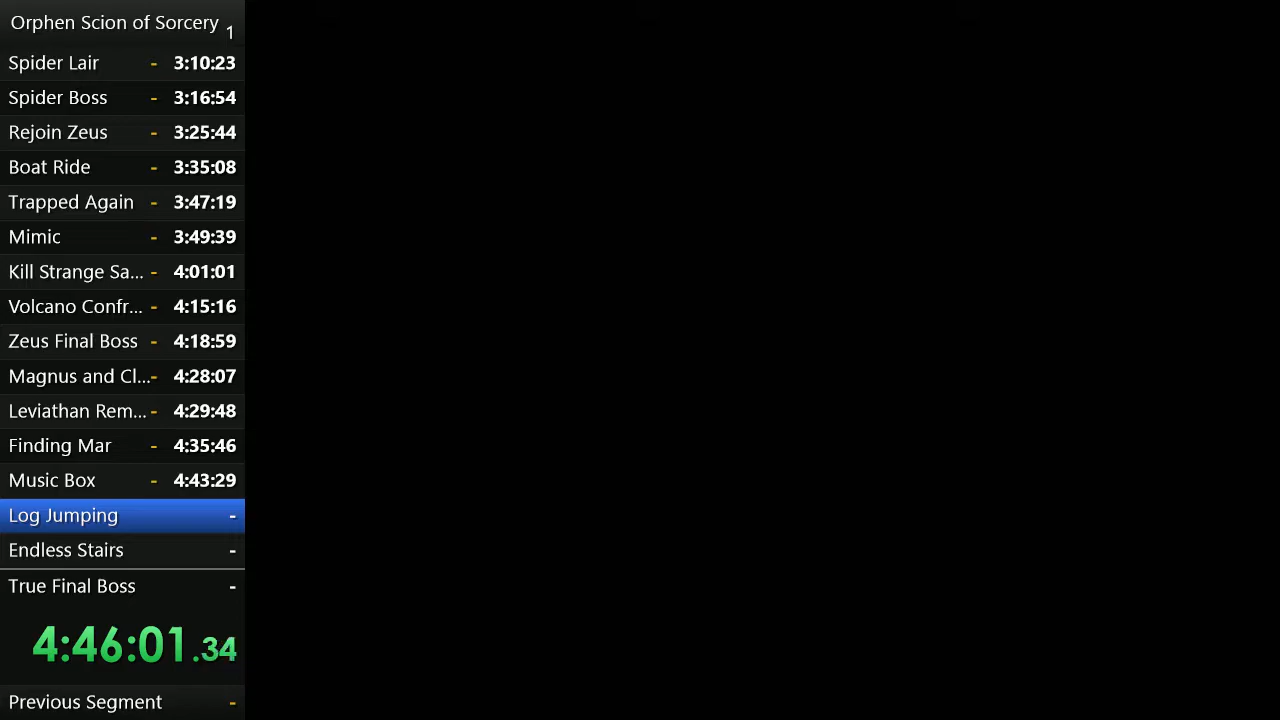 Orphen Scion of Sorcery 1
Spider Lair - 3:10:23
Spider Boss - 3:16:54
Rejoin Zeus - 3:25:44
Boat Ride - 3:35:08
Trapped Again - 3:47:19
Mimic - 3:49:39
Kill Strange Sa... - 4:01:01
Volcano Confr... - 4:15:16
Zeus Final Boss - 4:18:59
Magnus and Cl... - 4:28:07
Leviathan Rem... - 4:29:48
Finding Mar - 4:35:46
Music Box - 4:43:29
Log Jumping -
Endless Stairs -
True Final Boss -
4:46:01.34
Previous Segment -